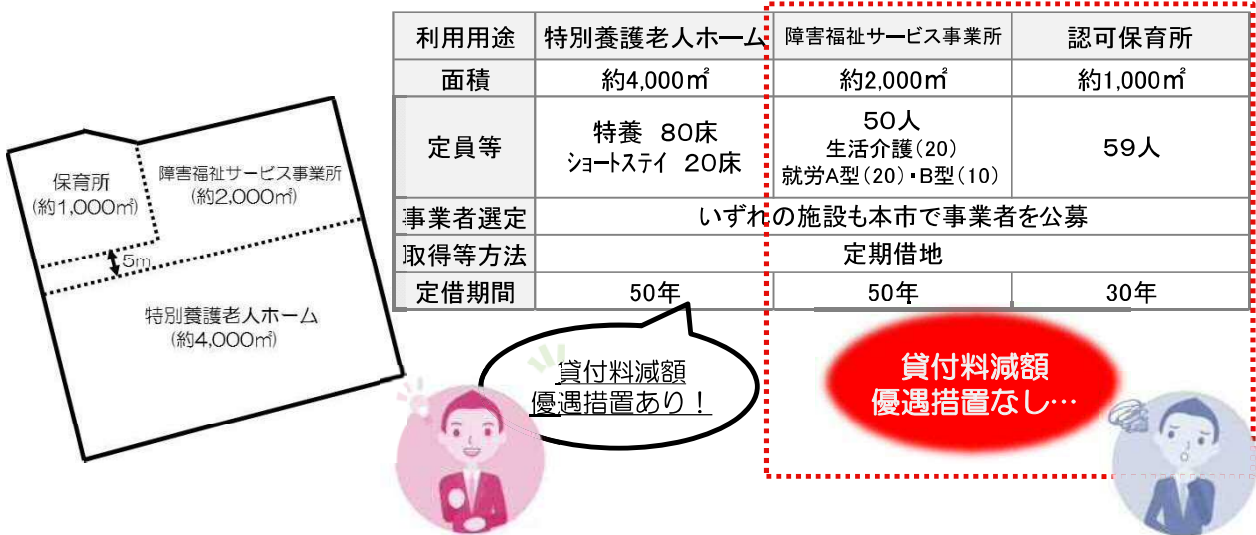 利用用途 特別養護老人ホーム 障害福祉サービス事業所 認可保育所
面積 約4,000㎡ 約2,000㎡ 約1,000㎡
定員等 特養 80床 ショートステイ 20床 50人 生活介護(20) 就労A型(20)・B型(10) 59人
事業者選定 いずれの施設も本市で事業者を公募
取得等方法 定期借地
定借期間 50年 50年 30年
保育所
(約1,000㎡)
障害福祉サービス事業所
(約2,000㎡)
5m
特別養護老人ホーム
(約4,000㎡)
貸付料減額
優遇措置あり！
貸付料減額
優遇措置なし…